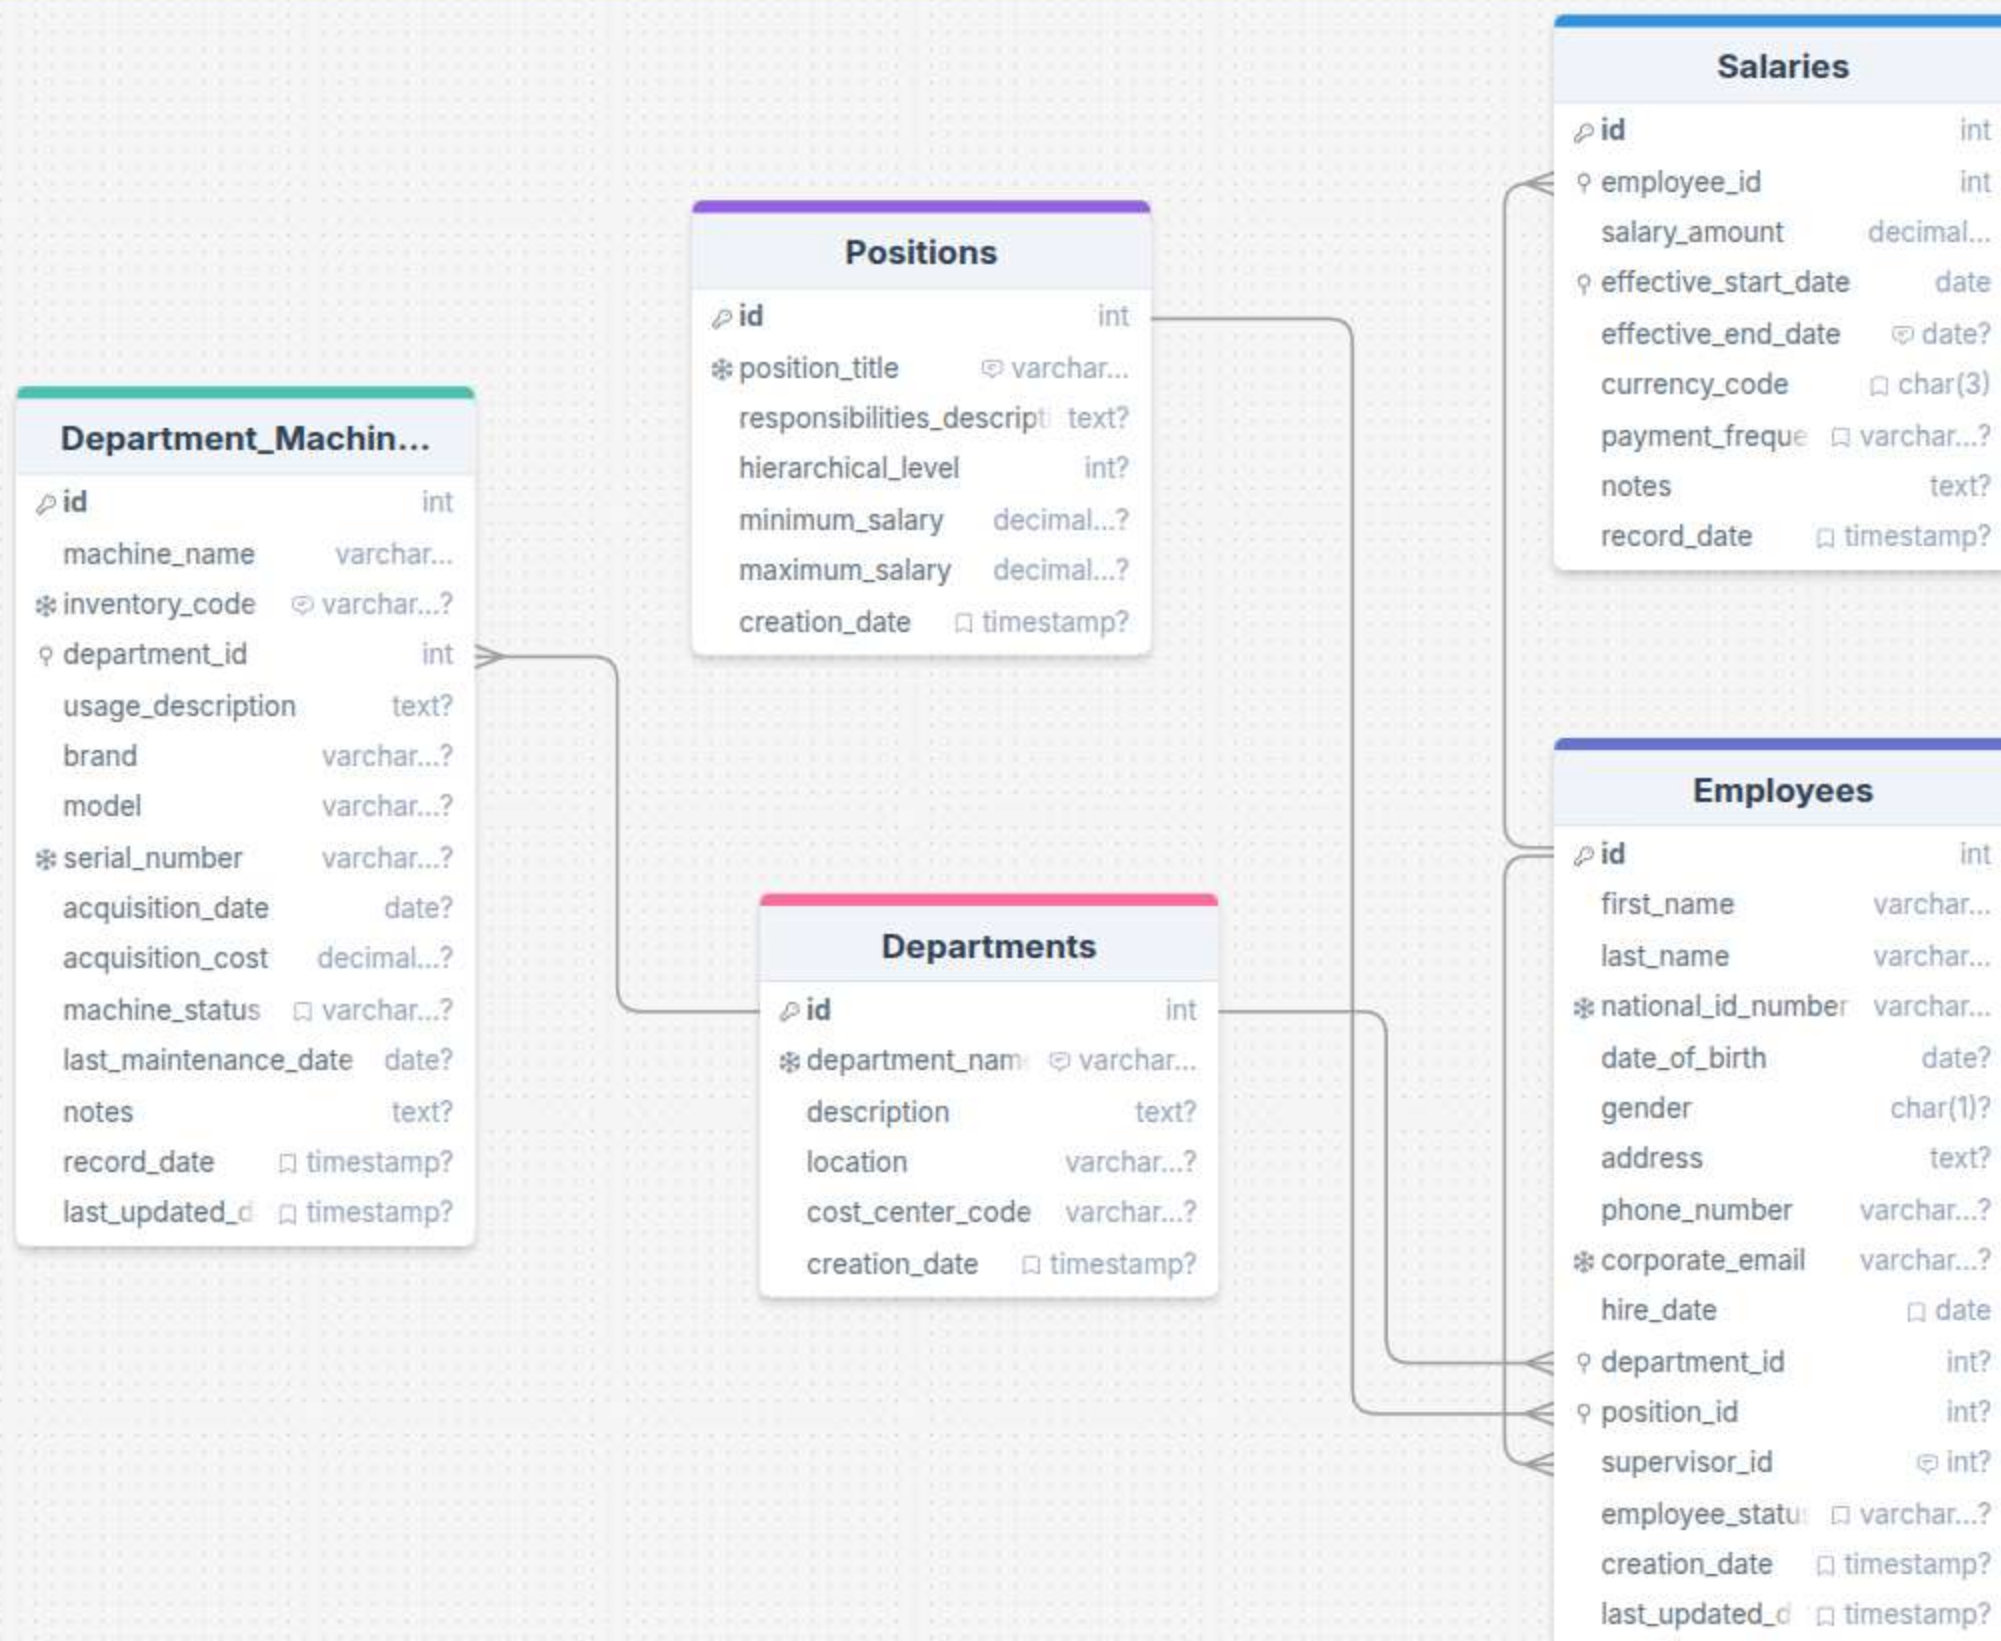 Department_Machin...
id int
machine_name varchar...
inventory_code varchar...?
department_id int
usage_description text?
brand varchar...?
model varchar...?
serial_number varchar...?
acquisition_date date?
acquisition_cost decimal...?
machine_status varchar...?
last_maintenance_date date?
notes text?
record_date timestamp?
last_updated_d timestamp?
Positions
id int
position_title varchar...
responsibilities_descripti text?
hierarchical_level int?
minimum_salary decimal...?
maximum_salary decimal...?
creation_date timestamp?
Departments
id int
department_name varchar...
description text?
location varchar...?
cost_center_code varchar...?
creation_date timestamp?
Salaries
id int
employee_id int
salary_amount decimal...
effective_start_date date
effective_end_date date?
currency_code char(3)
payment_freque varchar...?
notes text?
record_date timestamp?
Employees
id int
first_name varchar...
last_name varchar...
national_id_number varchar...
date_of_birth date?
gender char(1)?
address text?
phone_number varchar...?
corporate_email varchar...?
hire_date date
department_id int?
position_id int?
supervisor_id int?
employee_statu varchar...?
creation_date timestamp?
last_updated_d timestamp?